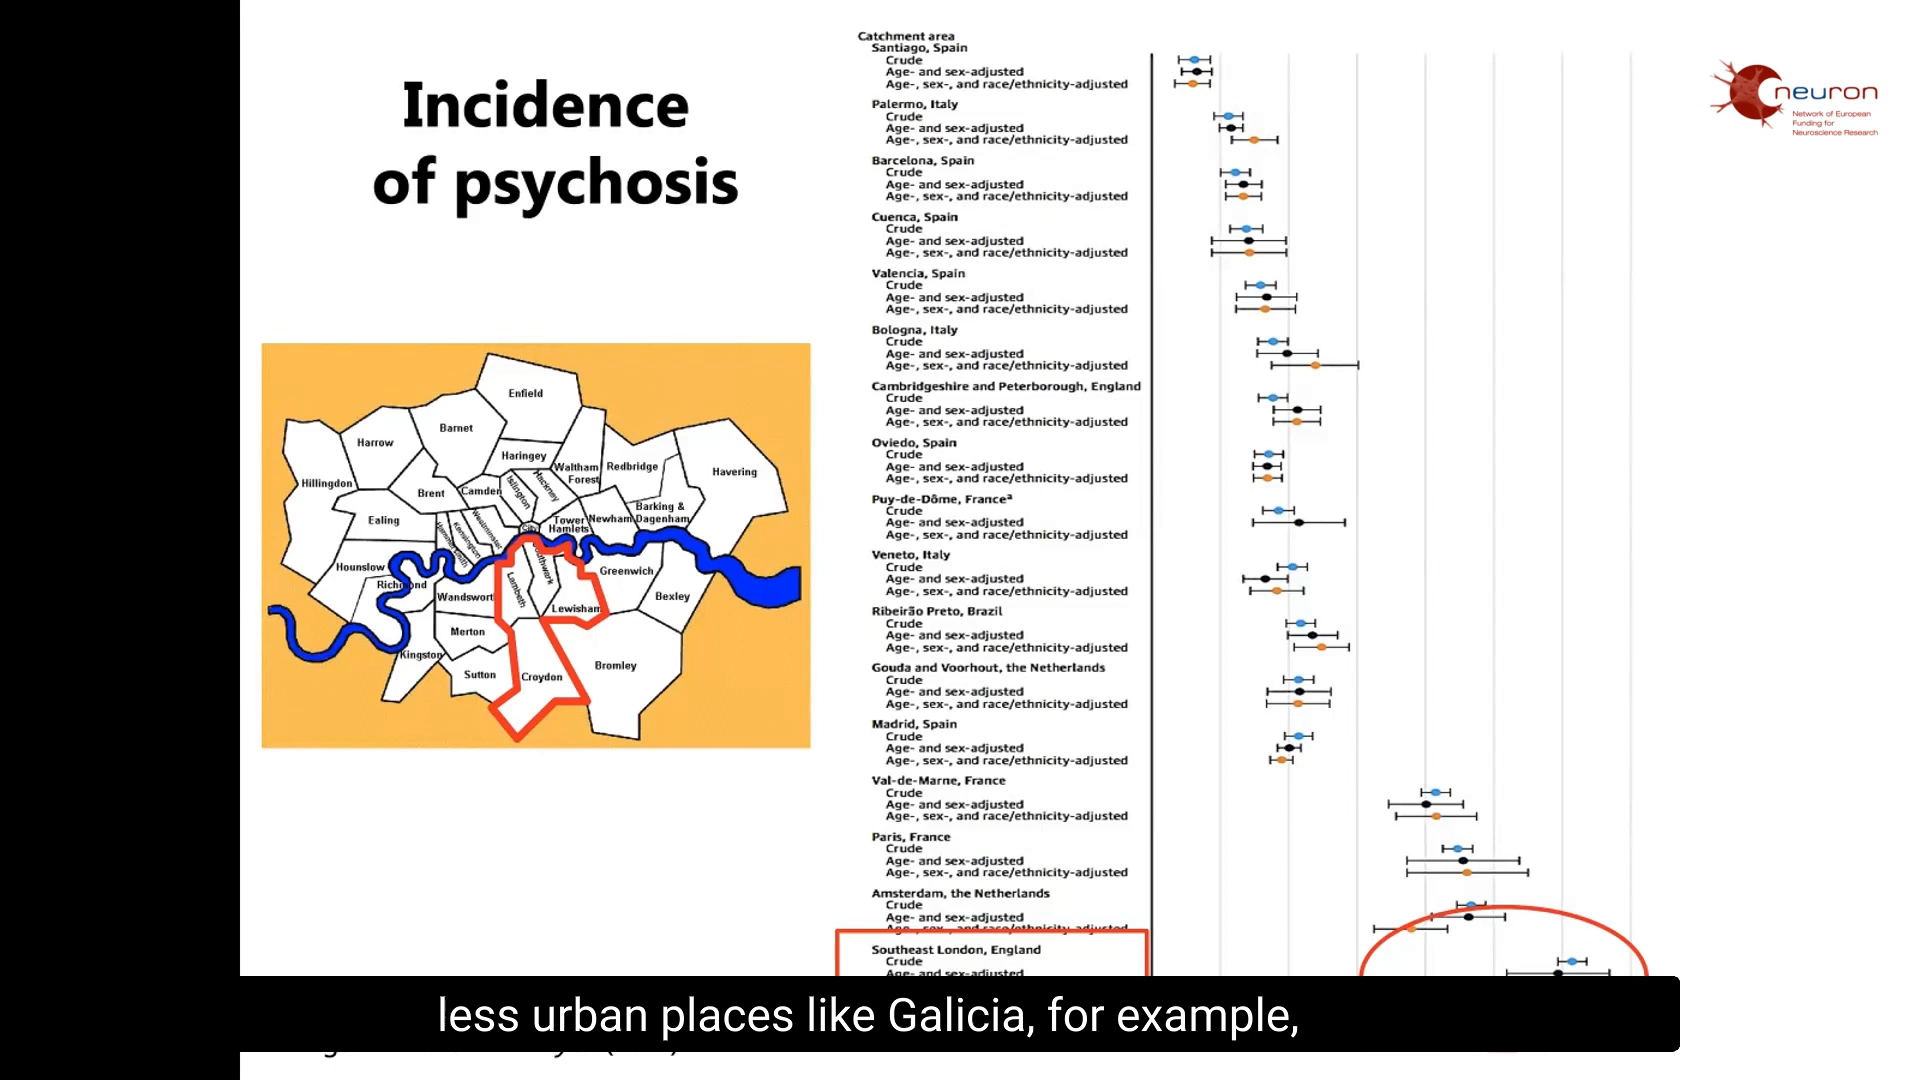 Incidence
of psychosis
neuron
Network of European
Funding for
Neuroscience Research
Catchment area
Santiago, Spain
Crude
Age- and sex-adjusted
Age-, sex-, and race/ethnicity-adjusted
Palermo, Italy
Crude
Age- and sex-adjusted
Age-, sex-, and race/ethnicity-adjusted
Barcelona, Spain
Crude
Age- and sex-adjusted
Age-, sex-, and race/ethnicity-adjusted
Cuenca, Spain
Crude
Age- and sex-adjusted
Age-, sex-, and race/ethnicity-adjusted
Valencia, Spain
Crude
Age- and sex-adjusted
Age-, sex-, and race/ethnicity-adjusted
Bologna, Italy
Crude
Age- and sex-adjusted
Age-, sex-, and race/ethnicity-adjusted
Cambridgeshire and Peterborough, England
Crude
Age- and sex-adjusted
Age-, sex-, and race/ethnicity-adjusted
Oviedo, Spain
Crude
Age- and sex-adjusted
Age-, sex-, and race/ethnicity-adjusted
Puy-de-Dôme, Franceª
Crude
Age- and sex-adjusted
Age-, sex-, and race/ethnicity-adjusted
Veneto, Italy
Crude
Age- and sex-adjusted
Age-, sex-, and race/ethnicity-adjusted
Ribeirão Preto, Brazil
Crude
Age- and sex-adjusted
Age-, sex-, and race/ethnicity-adjusted
Gouda and Voorhout, the Netherlands
Crude
Age- and sex-adjusted
Age-, sex-, and race/ethnicity-adjusted
Madrid, Spain
Crude
Age- and sex-adjusted
Age-, sex-, and race/ethnicity-adjusted
Val-de-Marne, France
Crude
Age- and sex-adjusted
Age-, sex-, and race/ethnicity-adjusted
Paris, France
Crude
Age- and sex-adjusted
Age-, sex-, and race/ethnicity-adjusted
Amsterdam, the Netherlands
Crude
Age- and sex-adjusted
Age-, sex-, and race/ethnicity-adjusted
Southeast London, England
Crude
Age- and sex-adjusted
Enfield
Harrow
Barnet
Haringey
Waltham
Forest
Redbridge
Havering
Hillingdon
Brent
Camden
Islington
Hackney
Barking &
Dagenham
Ealing
Westminster
Kensington
City
Tower
Hamlets
Newham
Hounslow
Richmond
Wandsworth
Lambeth
Southwark
Greenwich
Bexley
Lewisham
Merton
Kingston
Sutton
Croydon
Bromley
less urban places like Galicia, for example,